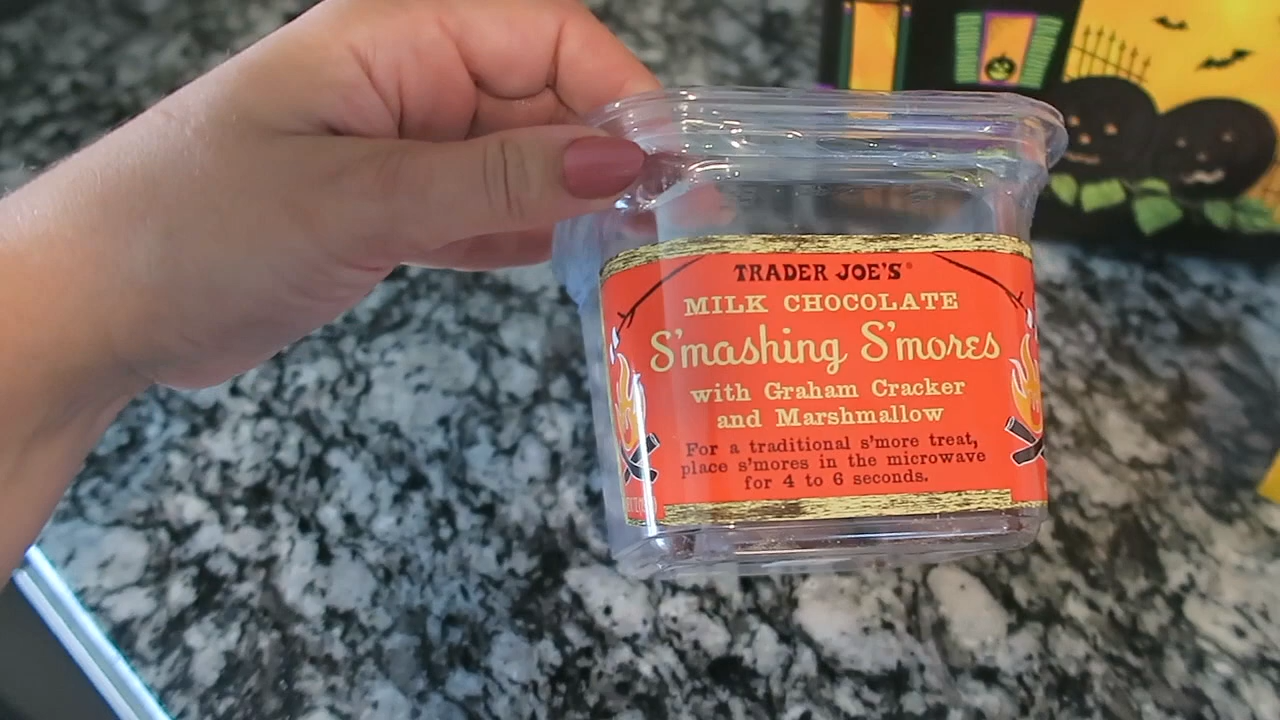 TRADER JOE'S®
MILK CHOCOLATE
S'mashing S'mores
with Graham Cracker
and Marshmallow
For a traditional s'more treat,
place s'mores in the microwave
for 4 to 6 seconds.